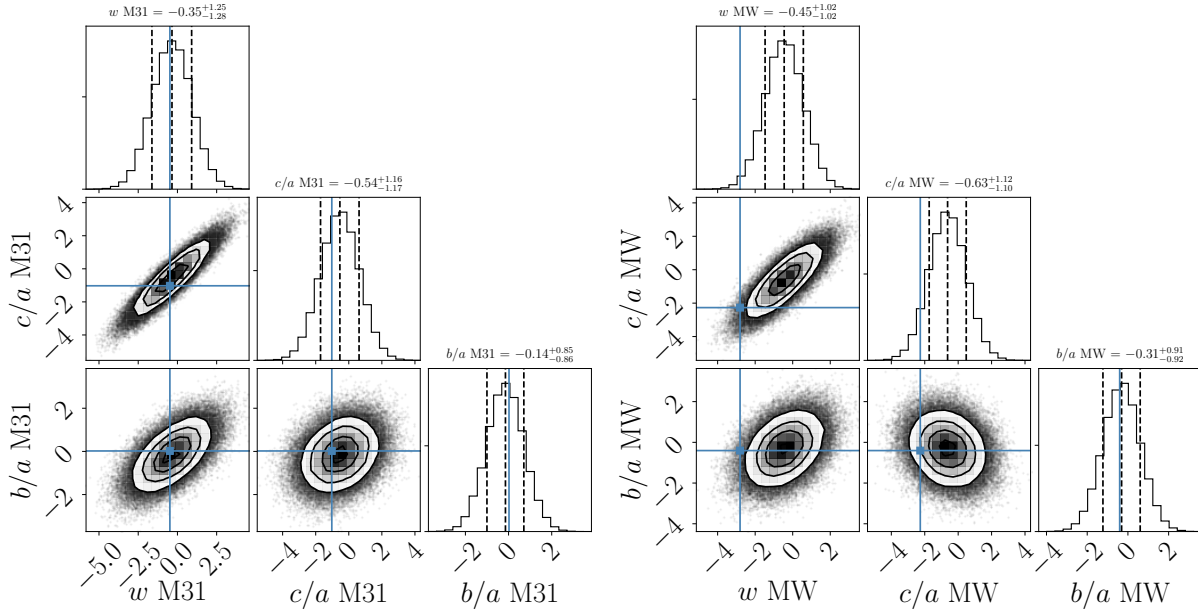 w M31 = −0.35 +1.25 −1.28
w MW = −0.45 +1.02 −1.02
c/a M31 = −0.54 +1.16 −1.17
c/a MW = −0.63 +1.12 −1.10
4
2
0
−2
−4
c/a M31
4
2
0
−2
−4
c/a MW
b/a M31 = −0.14 +0.85 −0.86
b/a MW = −0.31 +0.91 −0.92
2
0
−2
b/a M31
2
0
−2
−4
b/a MW
−5.0 −2.5 0.0 2.5
−4 −2 0 2 4
−2 0 2
−4 −2 0 2
−4 −2 0 2 4
−4 −2 0 2
w M31 c/a M31 b/a M31 w MW c/a MW b/a MW